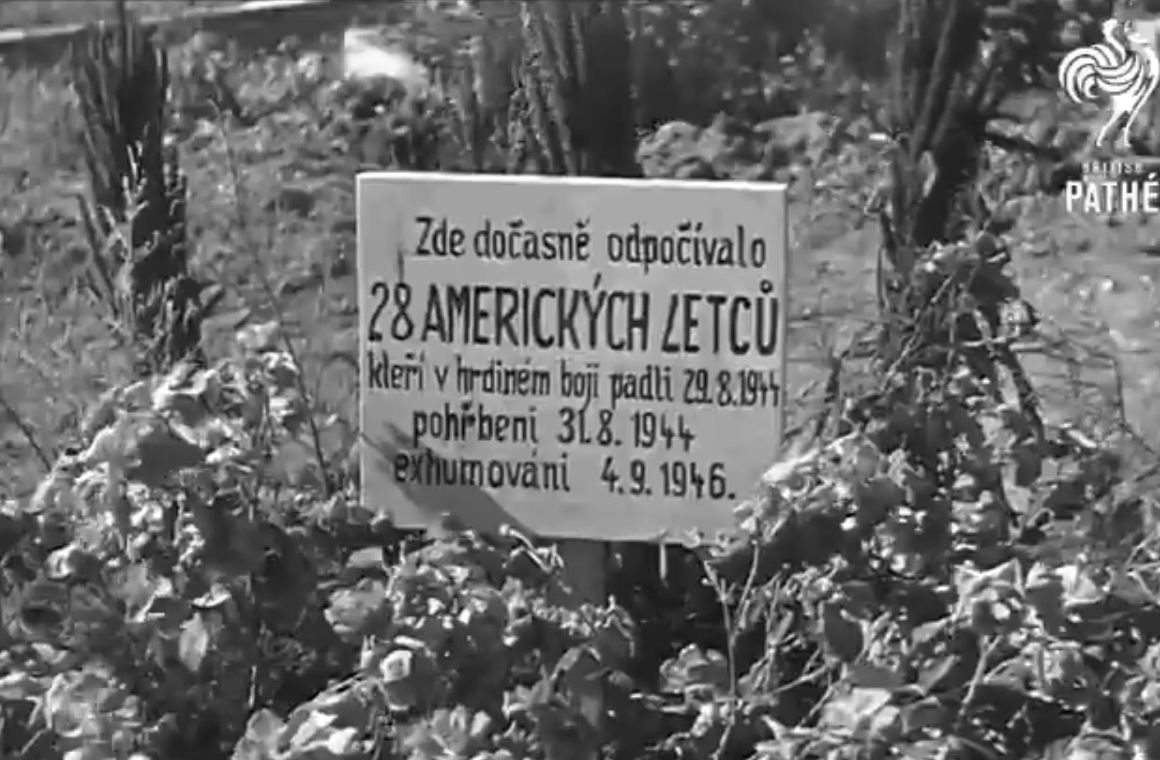 Zde dočasně odpočívalo
28 AMERICKÝCH LETCŮ
kteří v hrdiném boji padli 29.8.1944
pohřbeni 31.8.1944
exhumováni 4.9.1946.
BRITISH
PATHÉ